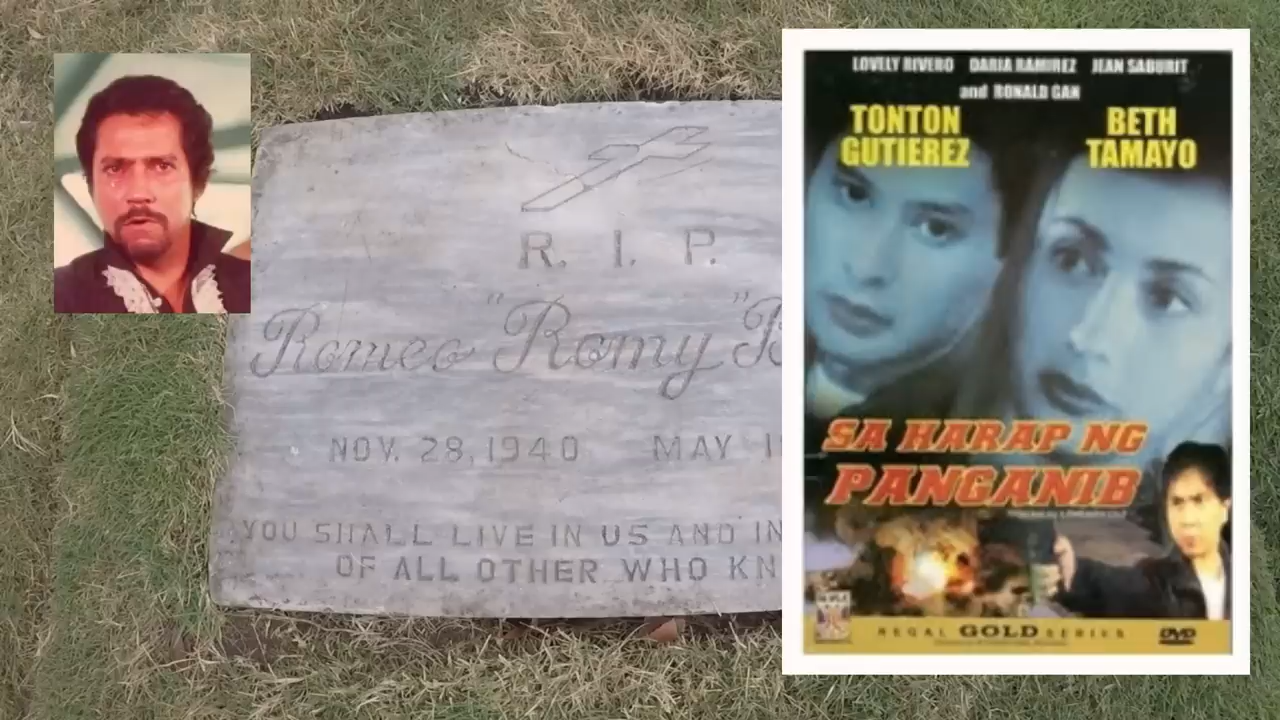 R. I. P.
Romeo "Romy" B
NOV. 28, 1940 MAY 1
YOU SHALL LIVE IN US AND IN
OF ALL OTHER WHO KN
LOVELY RIVERO DARIA RAMIREZ JEAN SABURIT
and RONALD GAN
TONTON
GUTIEREZ
BETH
TAMAYO
SA HARAP NG
PANGANIB
REGAL GOLD SERIES
DVD